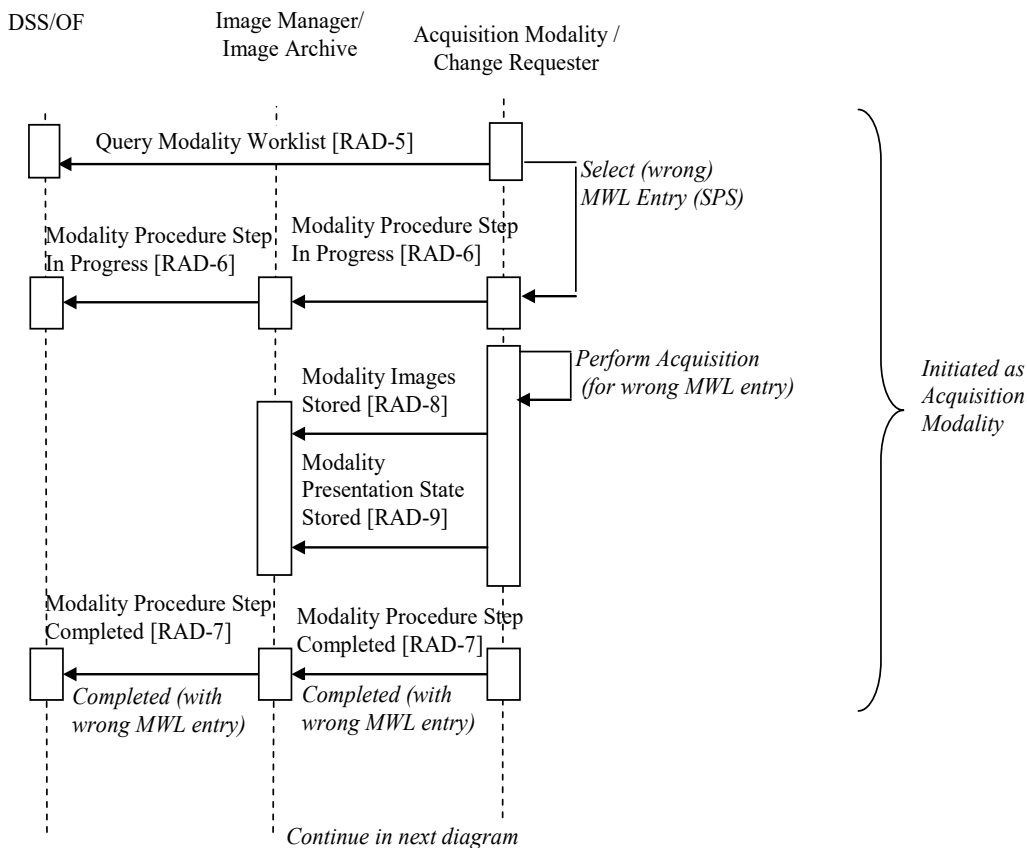 DSS/OF
Image Manager/
Image Archive
Acquisition Modality /
Change Requester
Query Modality Worklist [RAD-5]
Select (wrong)
MWL Entry (SPS)
Modality Procedure Step
In Progress [RAD-6]
Modality Procedure Step
In Progress [RAD-6]
Perform Acquisition
(for wrong MWL entry)
Initiated as
Acquisition
Modality
Modality Images
Stored [RAD-8]
Modality
Presentation State
Stored [RAD-9]
Modality Procedure Step
Completed [RAD-7]
Modality Procedure Step
Completed [RAD-7]
Completed (with
wrong MWL entry)
Completed (with
wrong MWL entry)
Continue in next diagram